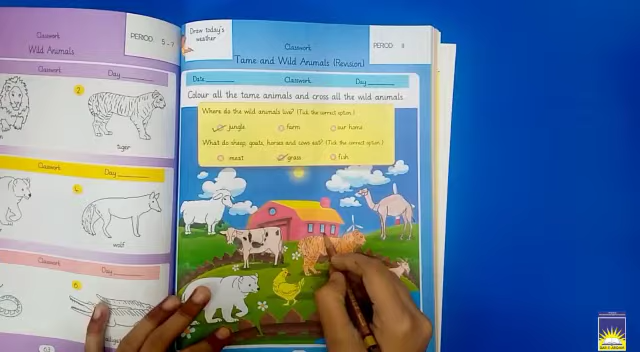 PERIOD 5 - 7
Wild Animals
Classwork Day
2.
tiger
Classwork
Day
4.
wolf
Classwork
Day
6.
Draw today's
weather
Classwork
PERIOD 8
Tame and Wild Animals (Revision)
Date Classwork Day
Colour all the tame animals and cross all the wild animals.
Where do the wild animals live? (Tick the correct option.)
jungle farm our home
What do sheep, goats, horses and cows eat? (Tick the correct option.)
meat grass fish
DAR-E-ARQAM